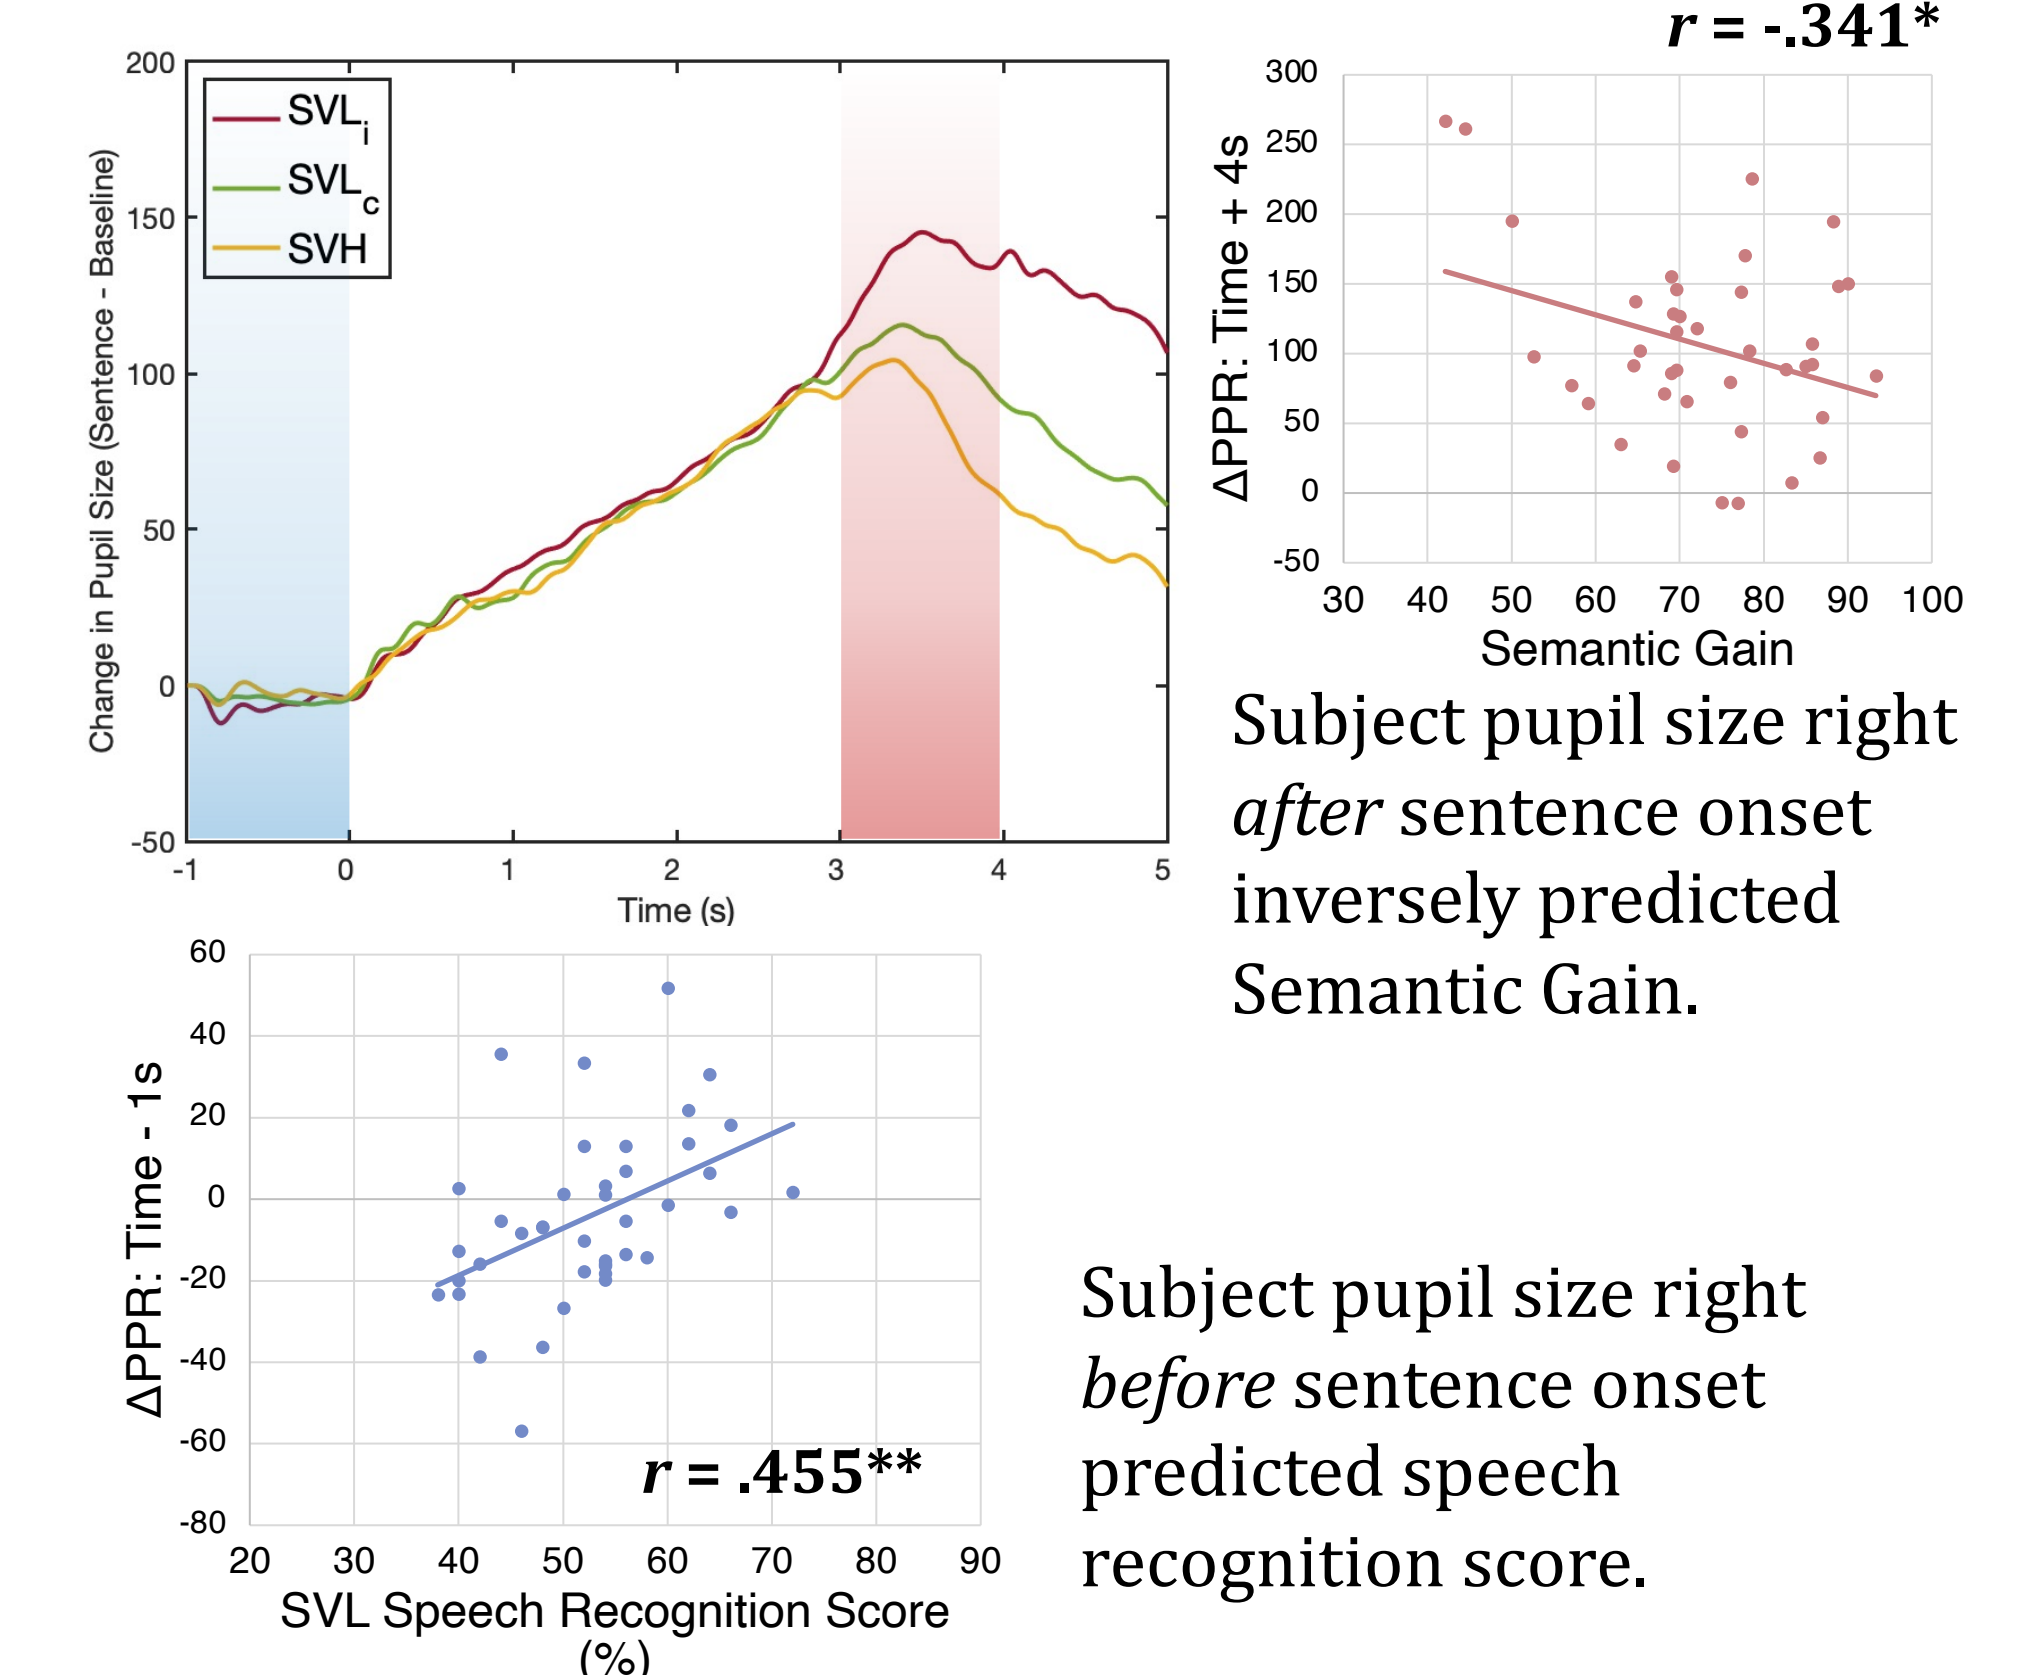 200
150
100
50
0
-50
-1 0 1 2 3 4 5
Change in Pupil Size (Sentence - Baseline)
Time (s)
SVLi
SVLc
SVH
r = -.341*
300
250
200
150
100
50
0
-50
30 40 50 60 70 80 90 100
ΔPPR: Time + 4s
Semantic Gain
Subject pupil size right
after sentence onset
inversely predicted
Semantic Gain.
60
40
20
0
-20
-40
-60
-80
20 30 40 50 60 70 80 90
ΔPPR: Time - 1s
r = .455**
SVL Speech Recognition Score
(%)
Subject pupil size right
before sentence onset
predicted speech
recognition score.